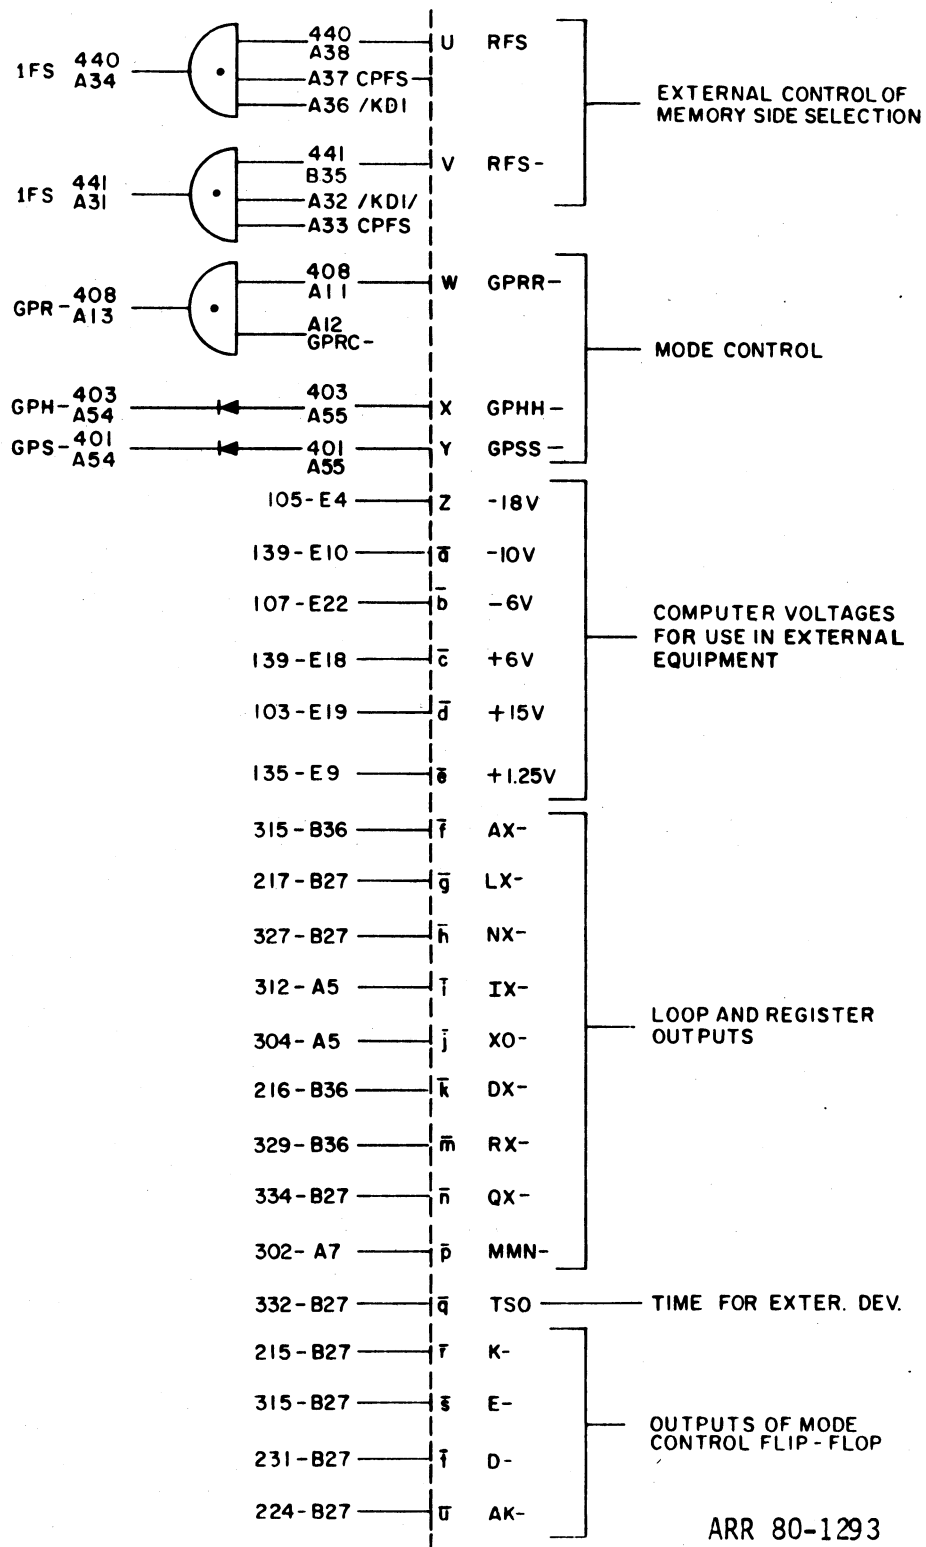 440
A38
U RFS
1FS 440
A34
A37 CPFS
A36 /KDI
EXTERNAL CONTROL OF
MEMORY SIDE SELECTION
441
B35
V RFS-
1FS 441
A31
A32 /KDI/
A33 CPFS
408
A11
W GPRR-
GPR- 408
A13
A12
GPRC-
MODE CONTROL
GPH- 403
A54
403
A55
X GPHH-
GPS- 401
A54
401
A55
Y GPSS-
105-E4 Z -18V
139-E10 a̅ -10V
107-E22 b̅ -6V
COMPUTER VOLTAGES
FOR USE IN EXTERNAL
EQUIPMENT
139-E18 c̅ +6V
103-E19 d̅ +15V
135-E9 e̅ +1.25V
315-B36 f̅ AX-
217-B27 g̅ LX-
327-B27 h̅ NX-
312-A5 i̅ IX-
LOOP AND REGISTER
OUTPUTS
304-A5 j̅ XO-
216-B36 k̅ DX-
329-B36 m̅ RX-
334-B27 n̅ QX-
302-A7 p̅ MMN-
332-B27 q̅ TSO TIME FOR EXTER. DEV.
215-B27 r̅ K-
315-B27 s̅ E-
OUTPUTS OF MODE
CONTROL FLIP-FLOP
231-B27 t̅ D-
224-B27 u̅ AK-
ARR 80-1293